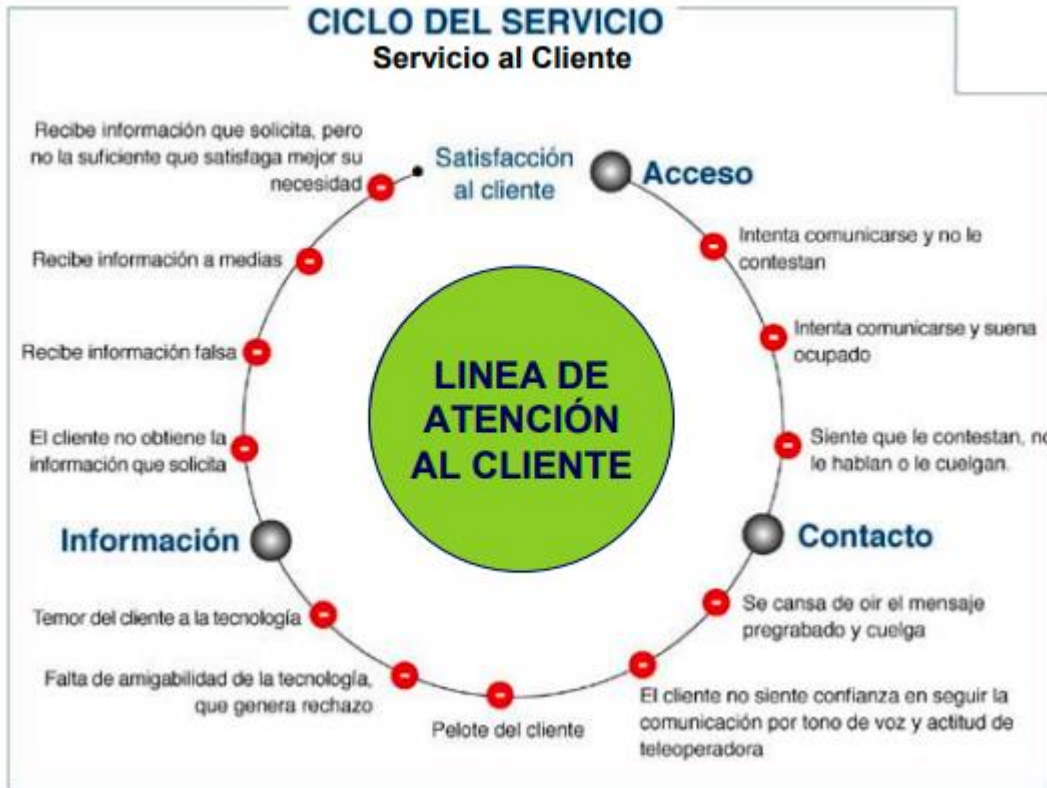 CICLO DEL SERVICIO
Servicio al Cliente
Recibe información que solicita, pero
no la suficiente que satisfaga mejor su
necesidad
Satisfacción
al cliente
Acceso
Intenta comunicarse y no le
contestan
Recibe información a medias
Intenta comunicarse y suena
ocupado
Recibe información falsa
LINEA DE
ATENCIÓN
AL CLIENTE
El cliente no obtiene la
información que solicita
Siente que le contestan, no
le hablan o le cuelgan.
Información
Contacto
Temor del cliente a la tecnología
Se cansa de oir el mensaje
pregrabado y cuelga
Falta de amigabilidad de la tecnología,
que genera rechazo
Pelote del cliente
El cliente no siente confianza en seguir la
comunicación por tono de voz y actitud de
teleoperadora